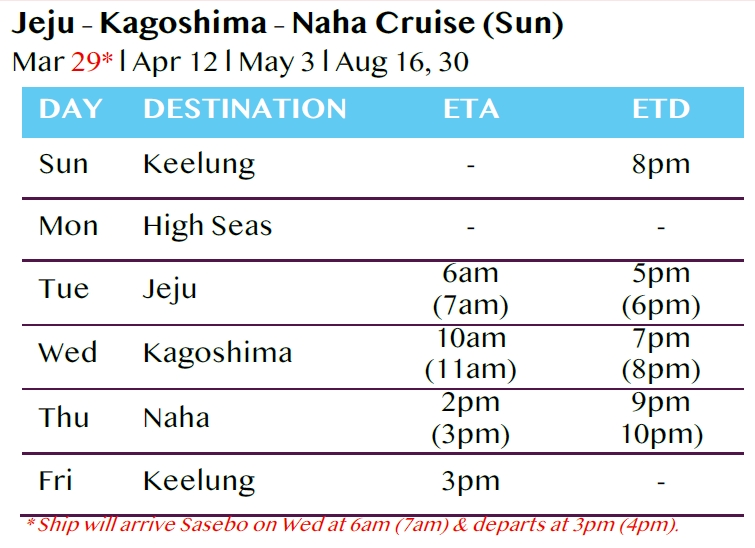 Jeju - Kagoshima - Naha Cruise (Sun)
Mar 29* | Apr 12 | May 3 | Aug 16, 30
DAY DESTINATION ETA ETD
Sun Keelung - 8pm
Mon High Seas - -
Tue Jeju 6am (7am) 5pm (6pm)
Wed Kagoshima 10am (11am) 7pm (8pm)
Thu Naha 2pm (3pm) 9pm 10pm)
Fri Keelung 3pm -
* Ship will arrive Sasebo on Wed at 6am (7am) & departs at 3pm (4pm).